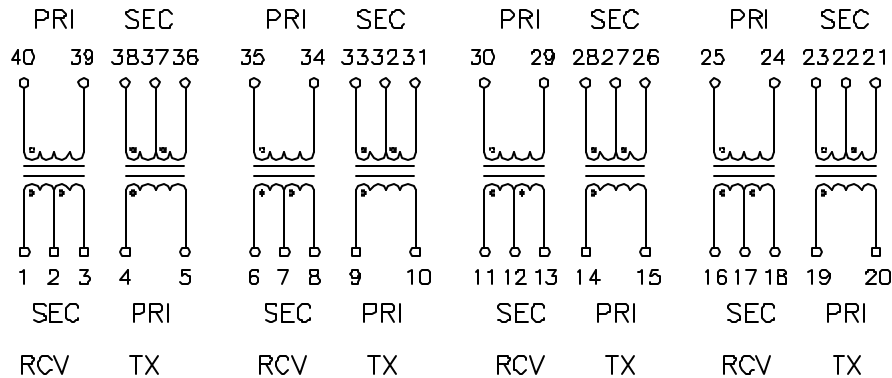 PRI SEC PRI SEC PRI SEC PRI SEC
40 39 38 37 36 35 34 33 32 31 30 29 28 27 26 25 24 23 22 21
1 2 3 4 5 6 7 8 9 10 11 12 13 14 15 16 17 18 19 20
SEC PRI SEC PRI SEC PRI SEC PRI
RCV TX RCV TX RCV TX RCV TX